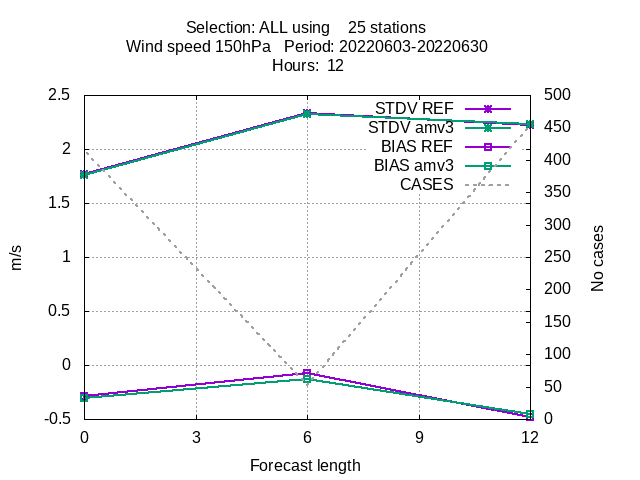 Selection: ALL using    25 stations
Wind speed 150hPa   Period: 20220603-20220630
Hours:  12
2.5
2
1.5
1
0.5
0
-0.5
m/s
STDV REF
STDV amv3
BIAS REF
BIAS amv3
CASES
500
450
400
350
300
250
200
150
100
50
0
No cases
0 3 6 9 12
Forecast length